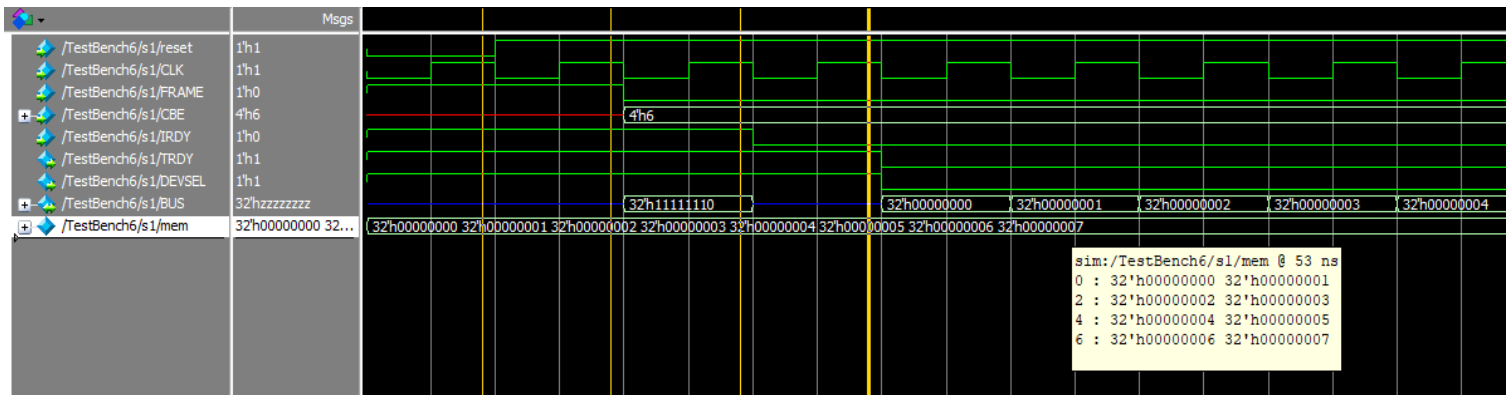 Msgs
/TestBench6/s1/reset 1'h1
/TestBench6/s1/CLK 1'h1
/TestBench6/s1/FRAME 1'h0
/TestBench6/s1/CBE 4'h6 4'h6
/TestBench6/s1/IRDY 1'h0
/TestBench6/s1/TRDY 1'h1
/TestBench6/s1/DEVSEL 1'h1
/TestBench6/s1/BUS 32'hzzzzzzzz 32'h11111110 32'h00000000 32'h00000001 32'h00000002 32'h00000003 32'h00000004
/TestBench6/s1/mem 32'h00000000 32... 32'h00000000 32'h00000001 32'h00000002 32'h00000003 32'h00000004 32'h00000005 32'h00000006 32'h00000007
sim:/TestBench6/s1/mem @ 53 ns
0 : 32'h00000000 32'h00000001
2 : 32'h00000002 32'h00000003
4 : 32'h00000004 32'h00000005
6 : 32'h00000006 32'h00000007